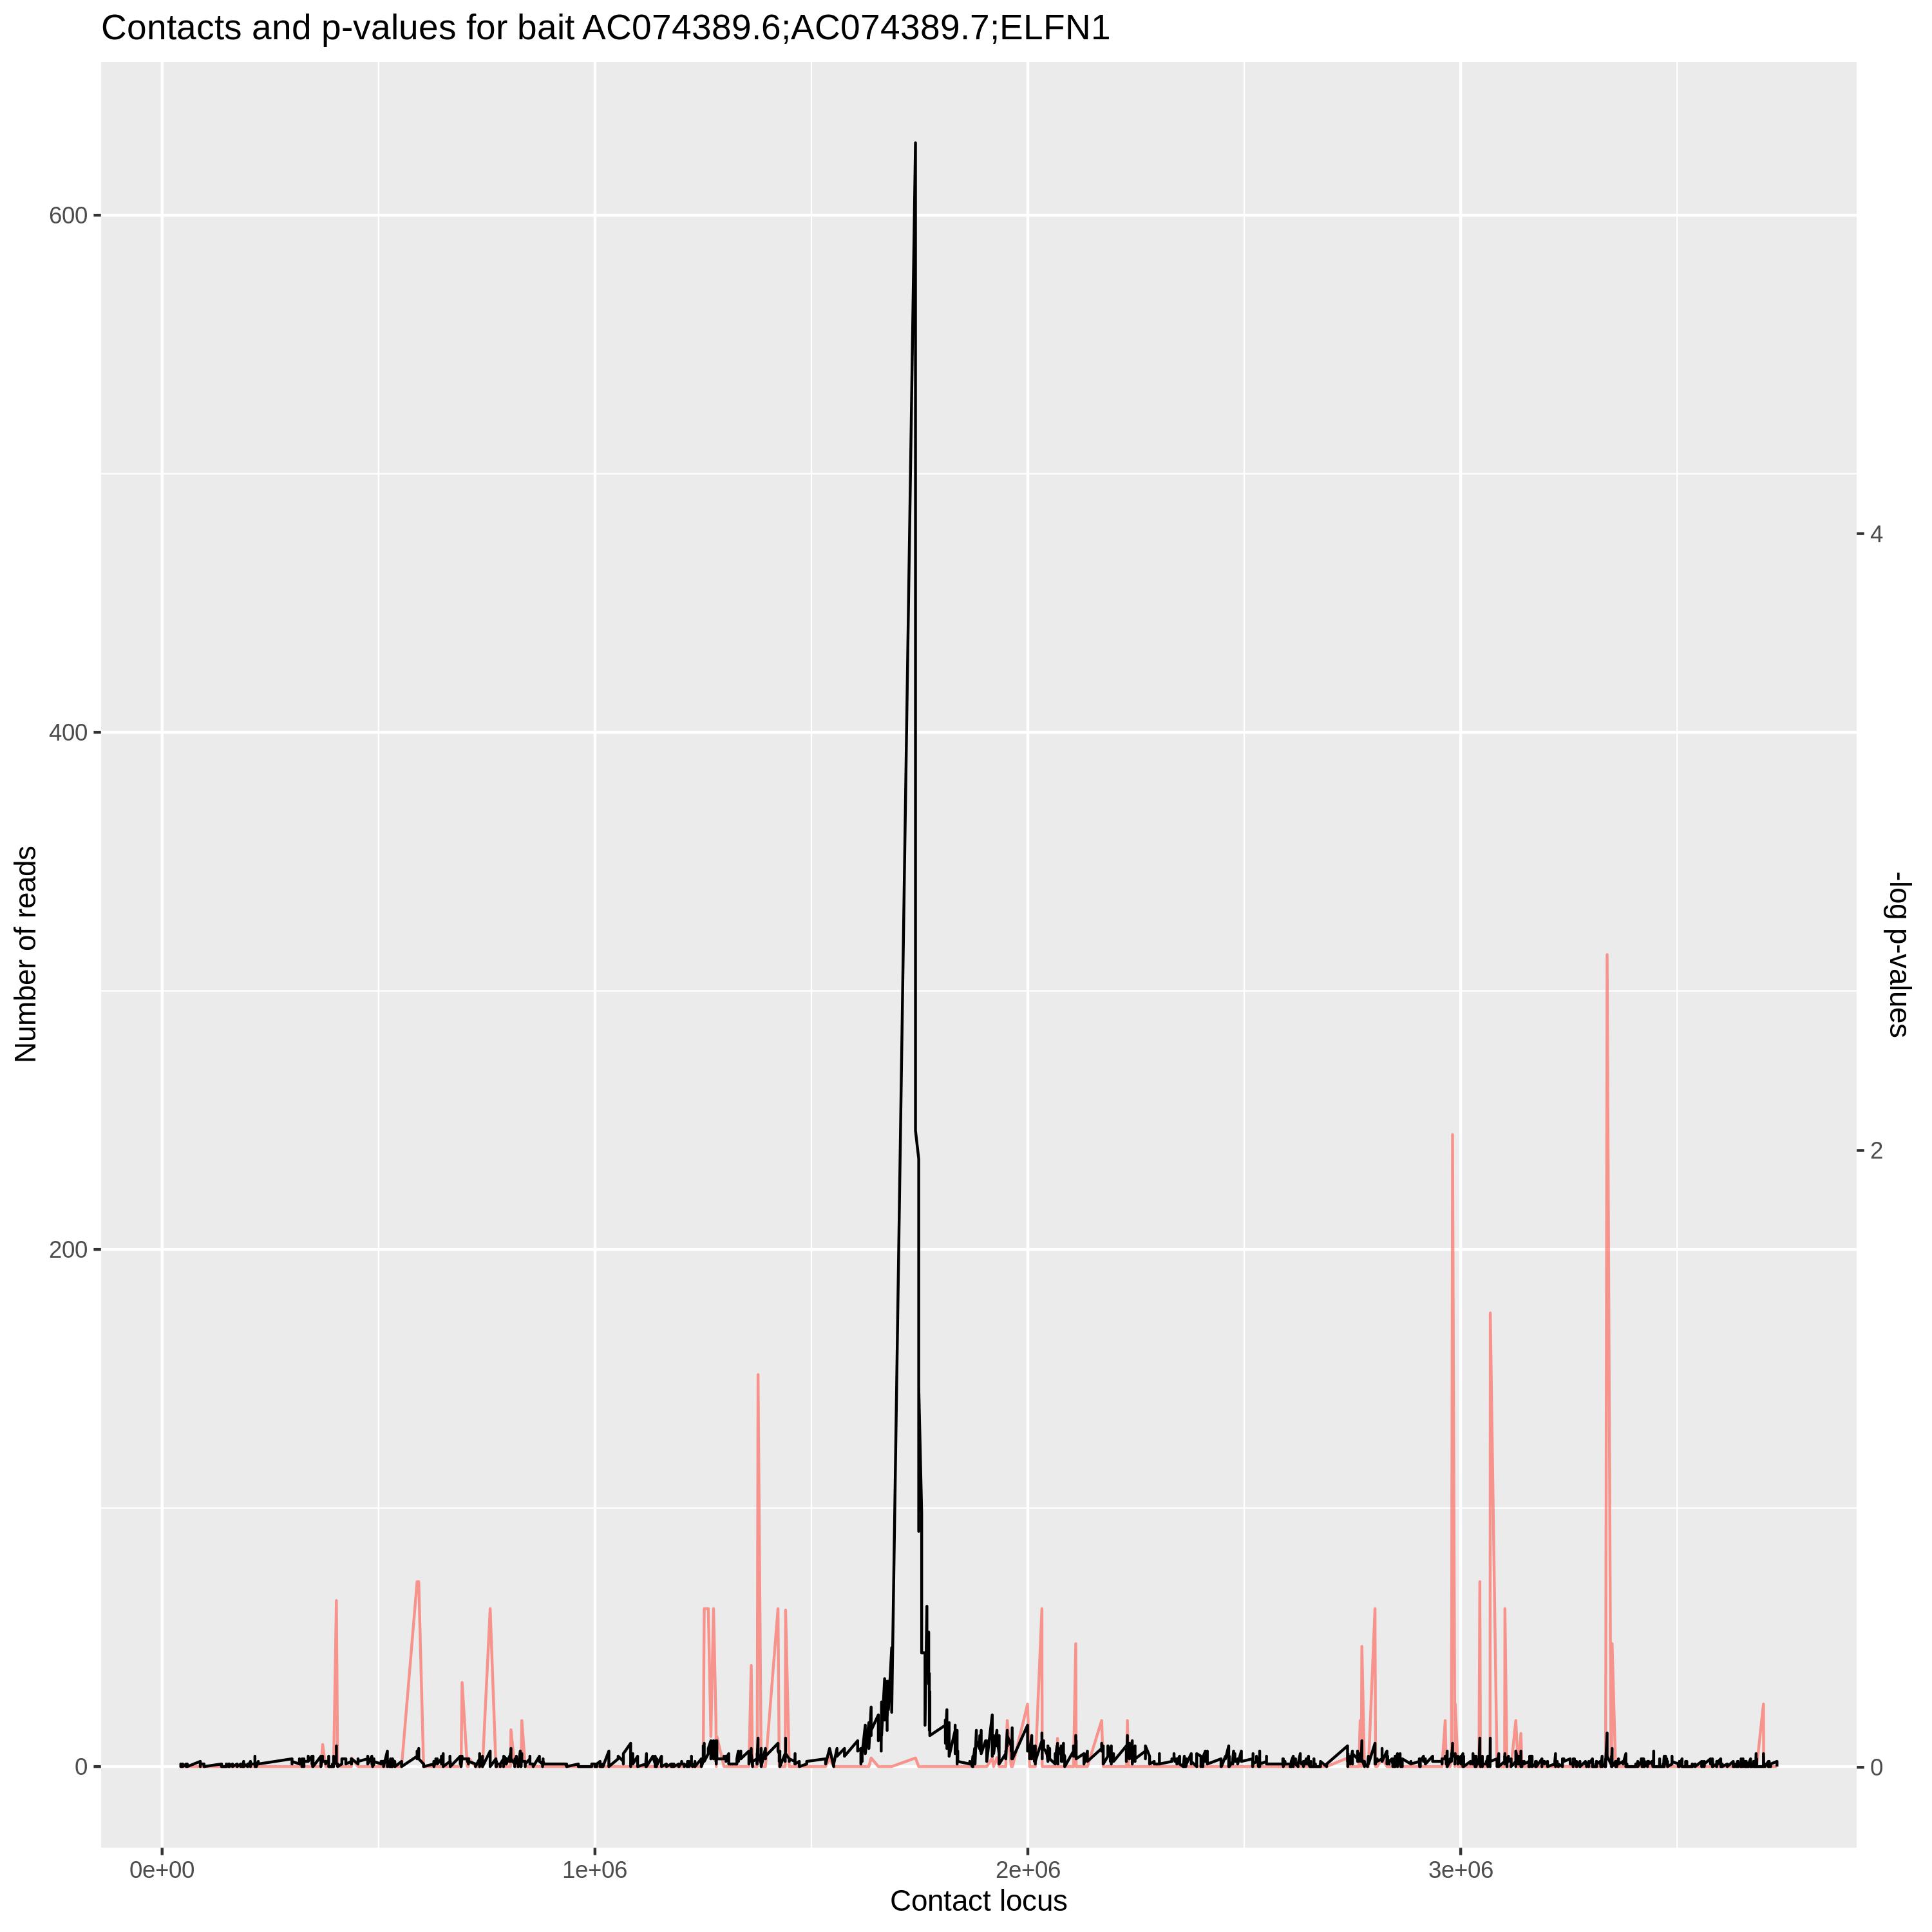 Contacts and p-values for bait AC074389.6;AC074389.7;ELFN1
600
400
200
0
Number of reads
4
2
0
-log p-values
0e+00
1e+06
2e+06
3e+06
Contact locus